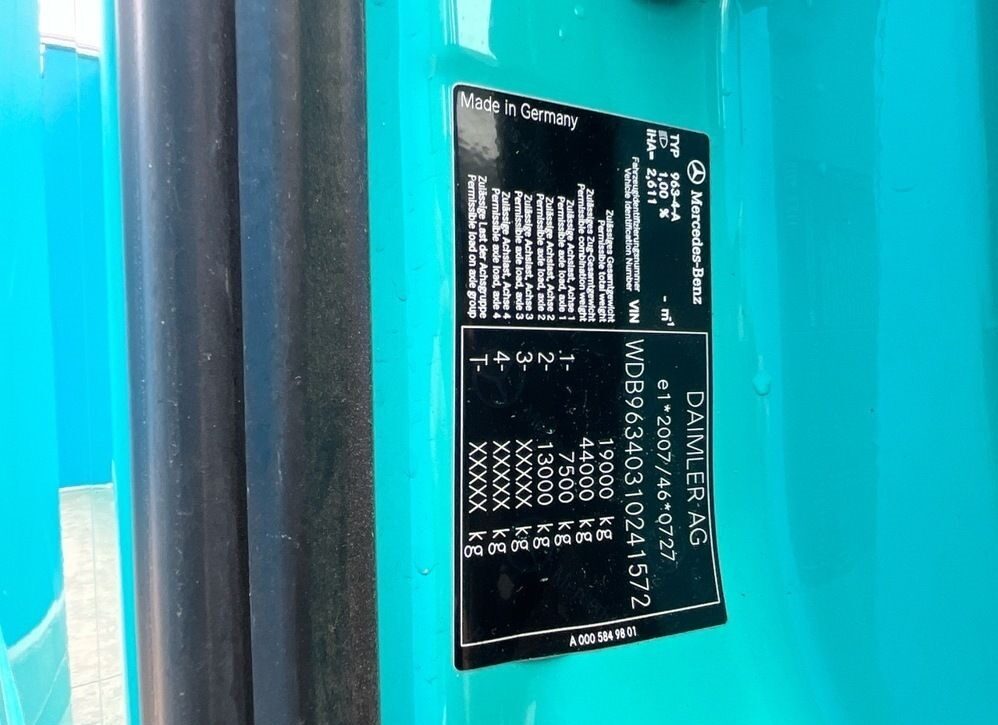 Mercedes-Benz
DAIMLER AG
TYP 963-4-A
1,00 % - m⁻¹ e1*2007/46*0727
iHA= 2,611
Fahrzeugidentifizierungsnummer
Vehicle Identification Number VIN WDB96340310241572
Zulässiges Gesamtgewicht
Permissible total weight 19000 kg
Zulässiges Zug-Gesamtgewicht
Permissible combination weight 44000 kg
Zulässige Achslast, Achse 1
Permissible axle load, axle 1 1- 7500 kg
Zulässige Achslast, Achse 2
Permissible axle load, axle 2 2- 13000 kg
Zulässige Achslast, Achse 3
Permissible axle load, axle 3 3- XXXXX kg
Zulässige Achslast, Achse 4
Permissible axle load, axle 4 4- XXXXX kg
Zulässige Last der Achsgruppe
Permissible load on axle group T- XXXXX kg
Made in Germany
A 000 584 98 01